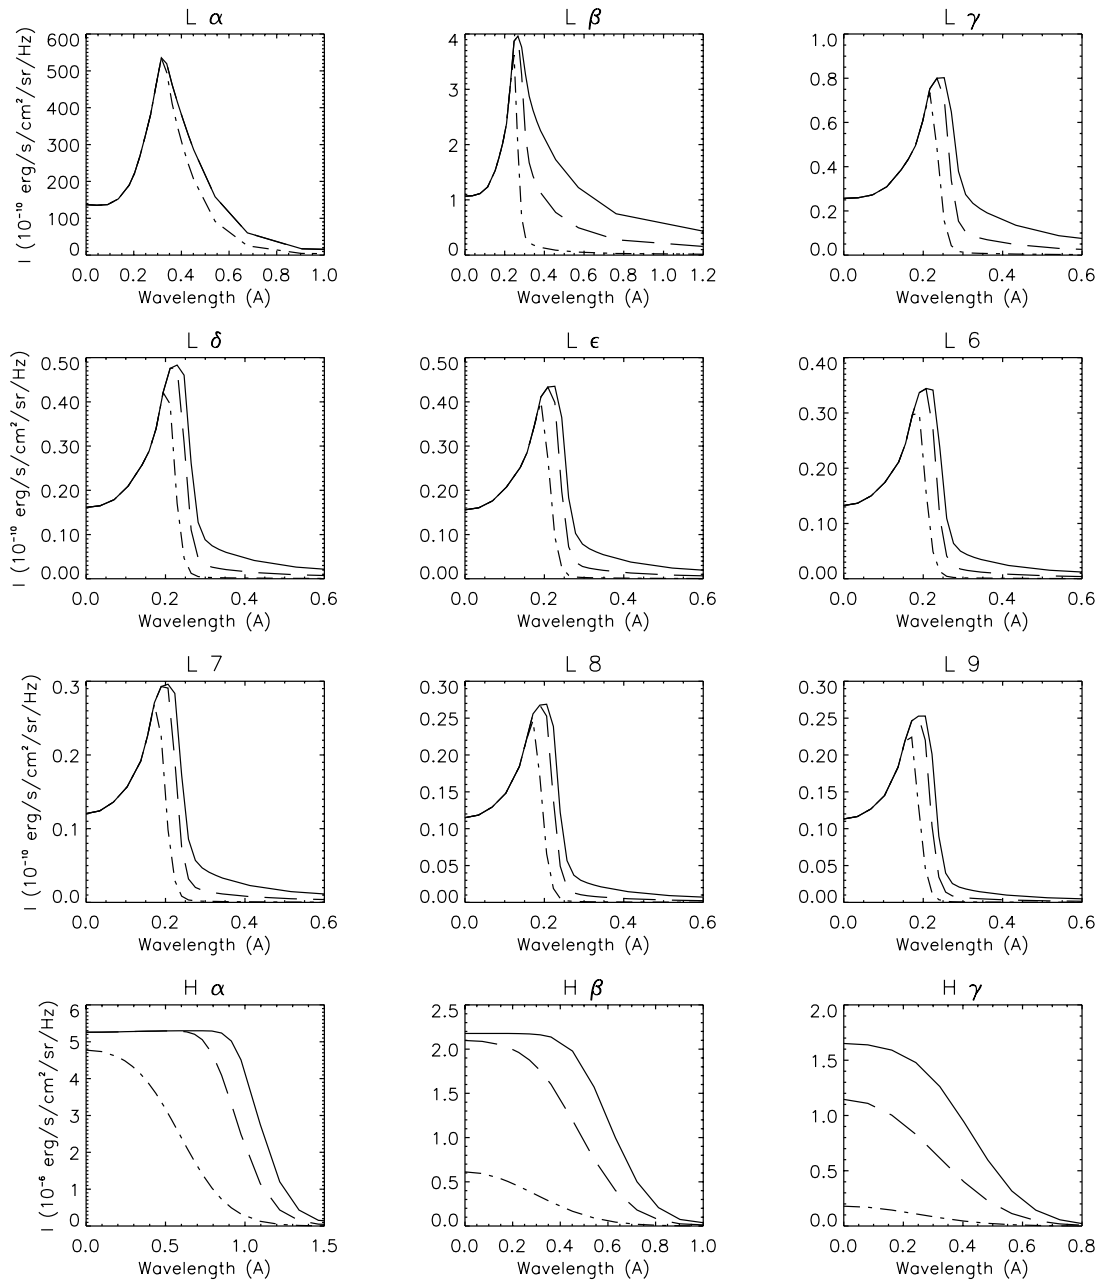 L α
L β
L γ
I (10⁻¹⁰ erg/s/cm²/sr/Hz)
600
500
400
300
200
100
0
0.0 0.2 0.4 0.6 0.8 1.0
Wavelength (A)
4
3
2
1
0
0.0 0.2 0.4 0.6 0.8 1.0 1.2
Wavelength (A)
1.0
0.8
0.6
0.4
0.2
0.0
0.0 0.2 0.4 0.6
Wavelength (A)
L δ
L ϵ
L 6
I (10⁻¹⁰ erg/s/cm²/sr/Hz)
0.50
0.40
0.30
0.20
0.10
0.00
0.0 0.2 0.4 0.6
Wavelength (A)
0.50
0.40
0.30
0.20
0.10
0.00
0.0 0.2 0.4 0.6
Wavelength (A)
0.40
0.30
0.20
0.10
0.00
0.0 0.2 0.4 0.6
Wavelength (A)
L 7
L 8
L 9
I (10⁻¹⁰ erg/s/cm²/sr/Hz)
0.3
0.2
0.1
0.0
0.0 0.2 0.4 0.6
Wavelength (A)
0.30
0.25
0.20
0.15
0.10
0.05
0.00
0.0 0.2 0.4 0.6
Wavelength (A)
0.30
0.25
0.20
0.15
0.10
0.05
0.00
0.0 0.2 0.4 0.6
Wavelength (A)
H α
H β
H γ
I (10⁻⁶ erg/s/cm²/sr/Hz)
6
5
4
3
2
1
0
0.0 0.5 1.0 1.5
Wavelength (A)
2.5
2.0
1.5
1.0
0.5
0.0
0.0 0.2 0.4 0.6 0.8 1.0
Wavelength (A)
2.0
1.5
1.0
0.5
0.0
0.0 0.2 0.4 0.6 0.8
Wavelength (A)